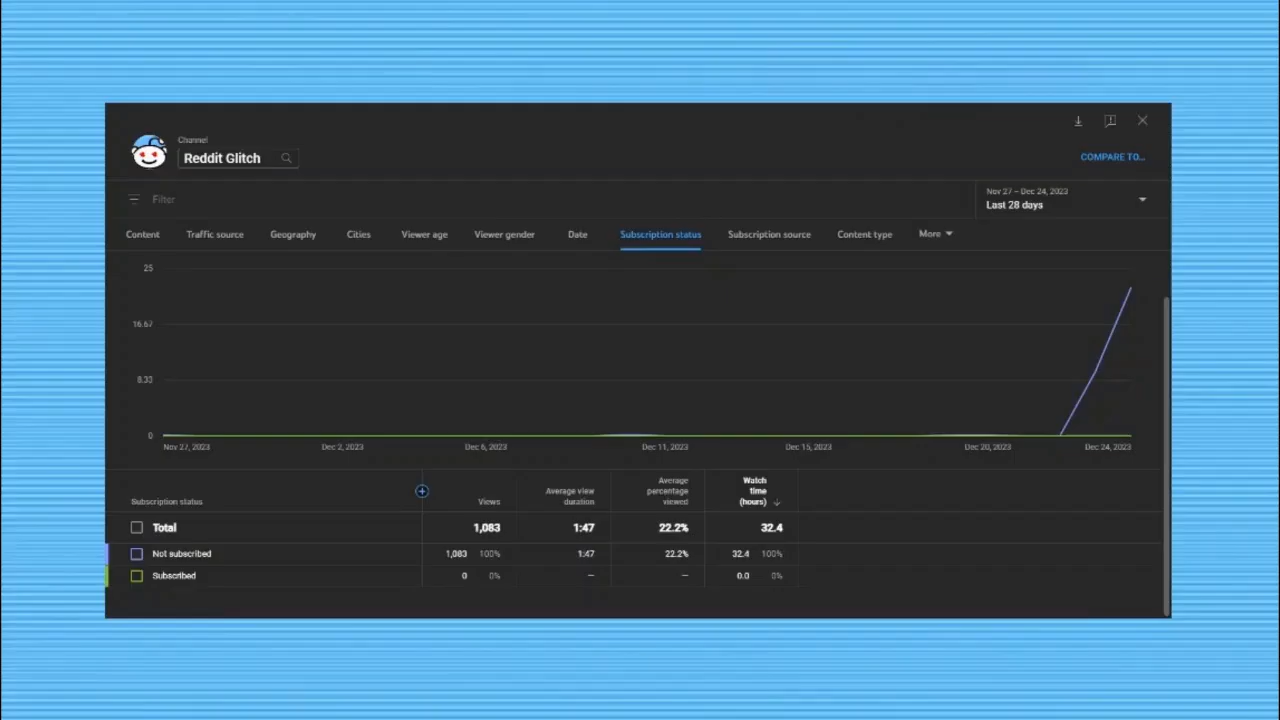 Channel
Reddit Glitch
COMPARE TO...
Filter
Nov 27 – Dec 24, 2023
Last 28 days
Content Traffic source Geography Cities Viewer age Viewer gender Date Subscription status Subscription source Content type More
25
16.67
8.33
0
Nov 27, 2023 Dec 2, 2023 Dec 6, 2023 Dec 11, 2023 Dec 15, 2023 Dec 20, 2023 Dec 24, 2023
Subscription status
Views
Average view
duration
Average
percentage
viewed
Watch
time
(hours)
Total 1,083 1:47 22.2% 32.4
Not subscribed 1,083 100% 1:47 22.2% 32.4 100%
Subscribed 0 0% — — 0.0 0%